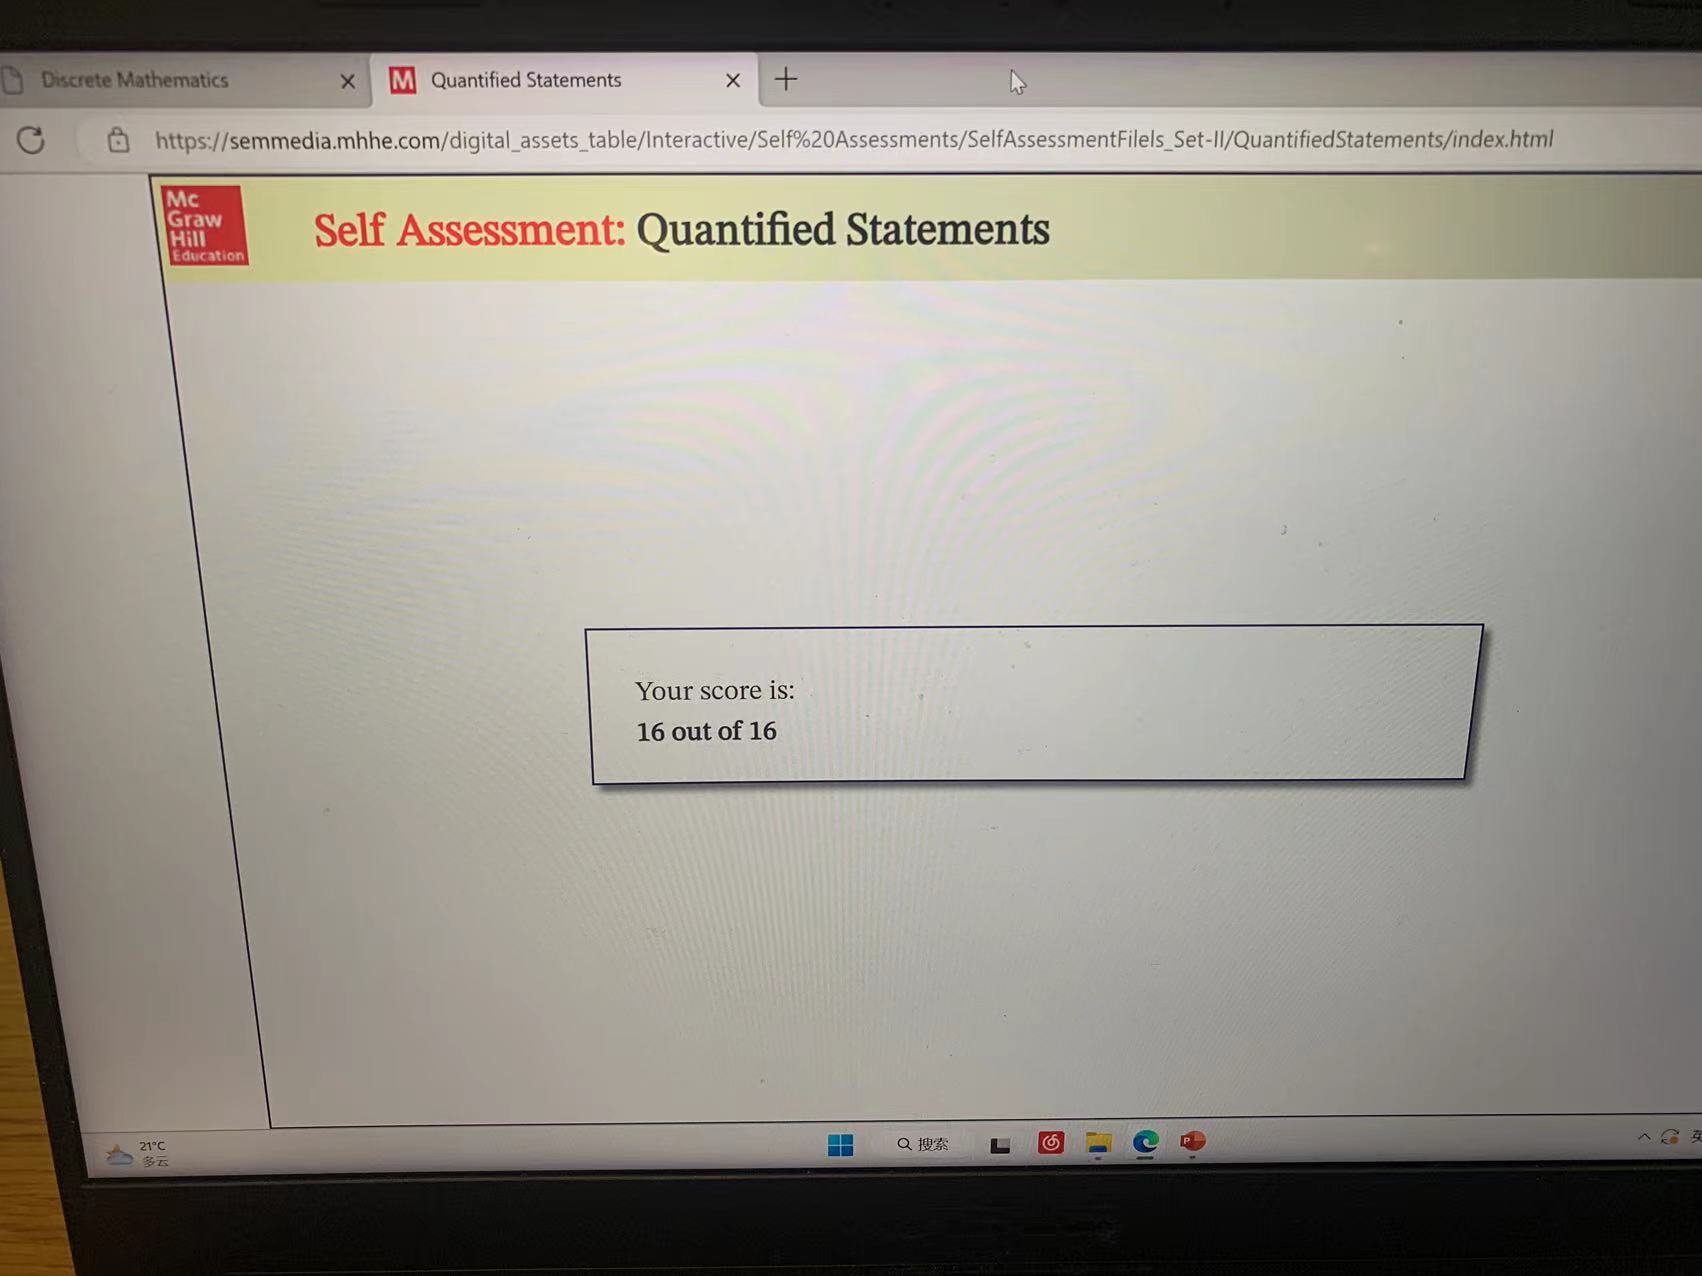 Discrete Mathematics
Quantified Statements
https://semmedia.mhhe.com/digital_assets_table/Interactive/Self%20Assessments/SelfAssessmentFilels_Set-II/QuantifiedStatements/index.html
Mc
Graw
Hill
Education
Self Assessment: Quantified Statements
Your score is:
16 out of 16
21°C
多云
搜索
英